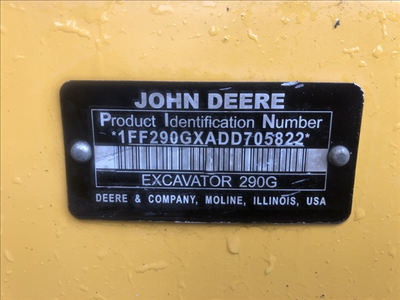 JOHN DEERE
Product Identification Number
*1FF290GXADD705822*
EXCAVATOR 290G
DEERE & COMPANY, MOLINE, ILLINOIS, USA